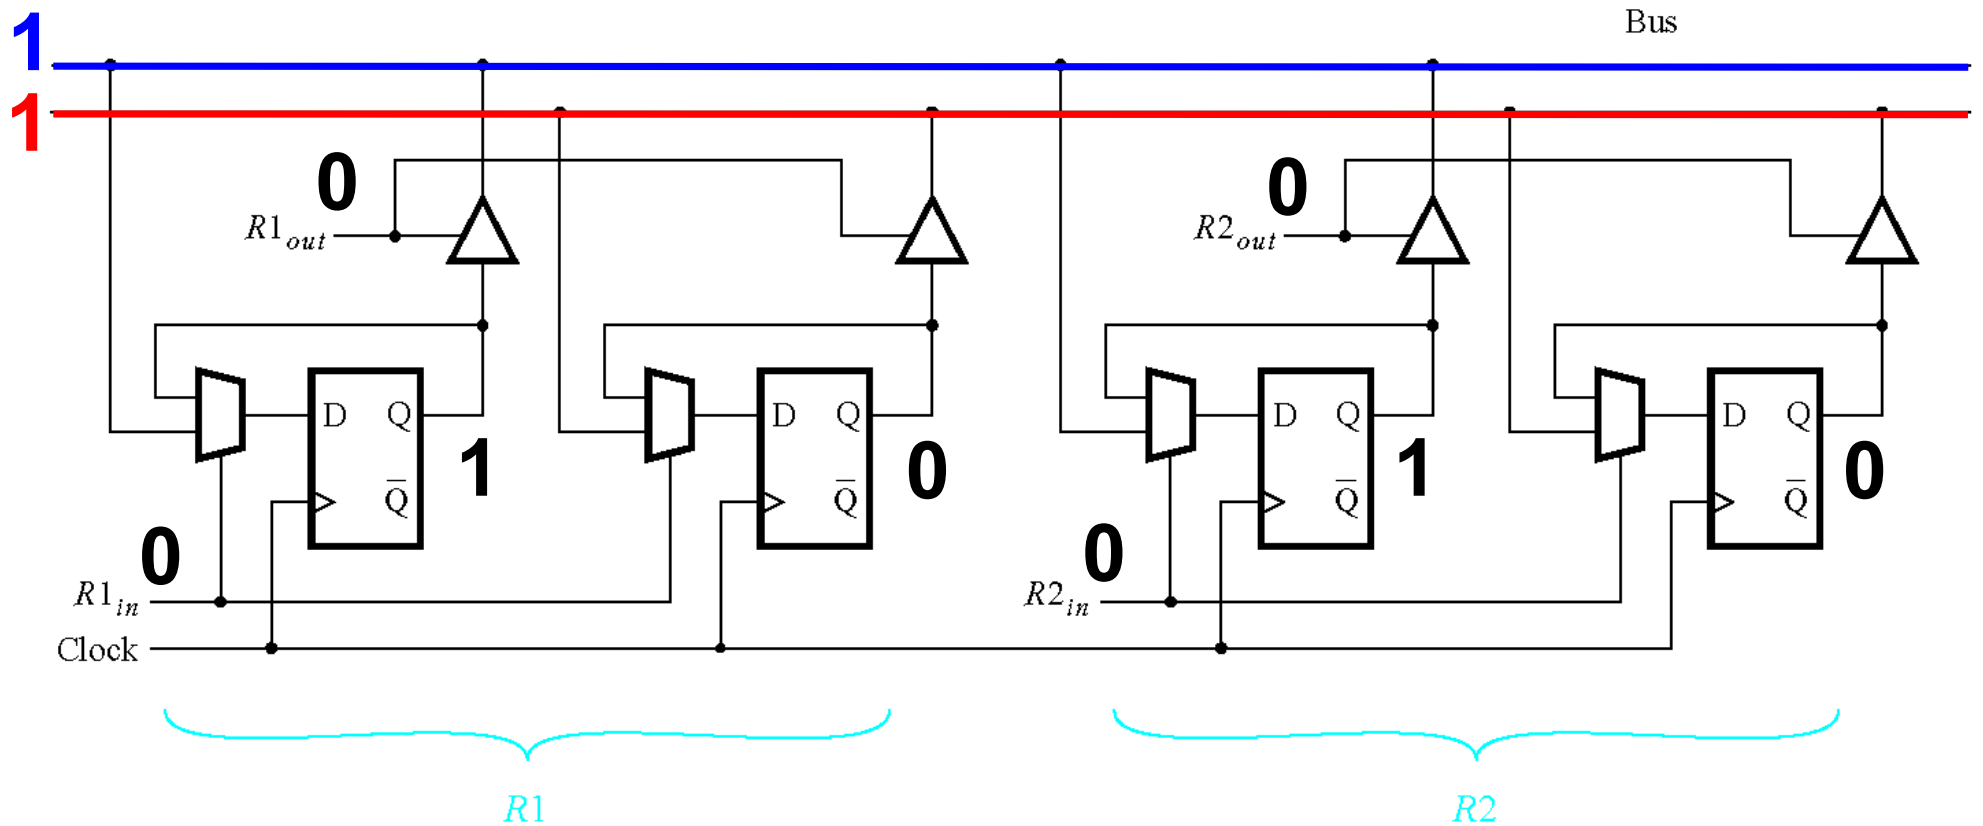 Bus
1
1
0 0
R1out R2out
D Q D Q D Q D Q
1 0 1 0
Q̅ Q̅ Q̅ Q̅
0 0
R1in R2in
Clock
R1 R2